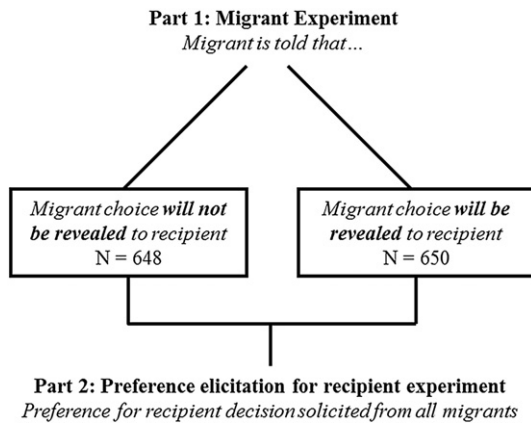 Part 1: Migrant Experiment
Migrant is told that...
Migrant choice will not
be revealed to recipient
N = 648
Migrant choice will be
revealed to recipient
N = 650
Part 2: Preference elicitation for recipient experiment
Preference for recipient decision solicited from all migrants